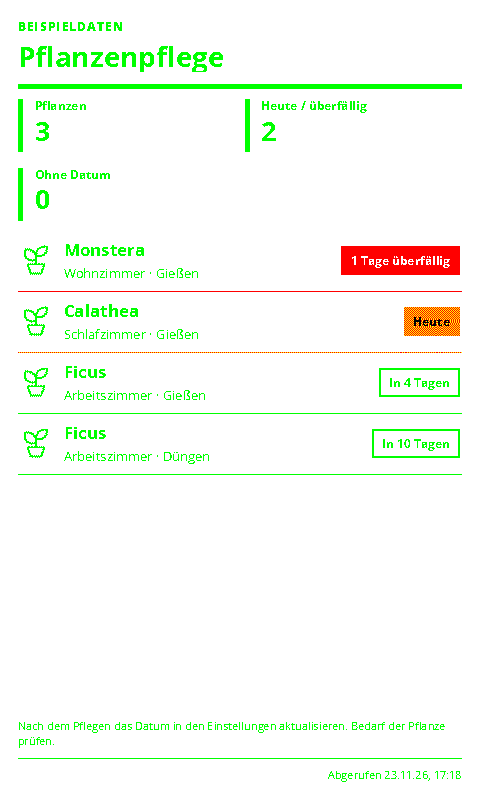 BEISPIELDATEN
Pflanzenpflege
Pflanzen
3
Heute / überfällig
2
Ohne Datum
0
Monstera
Wohnzimmer · Gießen
1 Tage überfällig
Calathea
Schlafzimmer · Gießen
Heute
Ficus
Arbeitszimmer · Gießen
In 4 Tagen
Ficus
Arbeitszimmer · Düngen
In 10 Tagen
Nach dem Pflegen das Datum in den Einstellungen aktualisieren. Bedarf der Pflanze
prüfen.
Abgerufen 23.11.26, 17:18